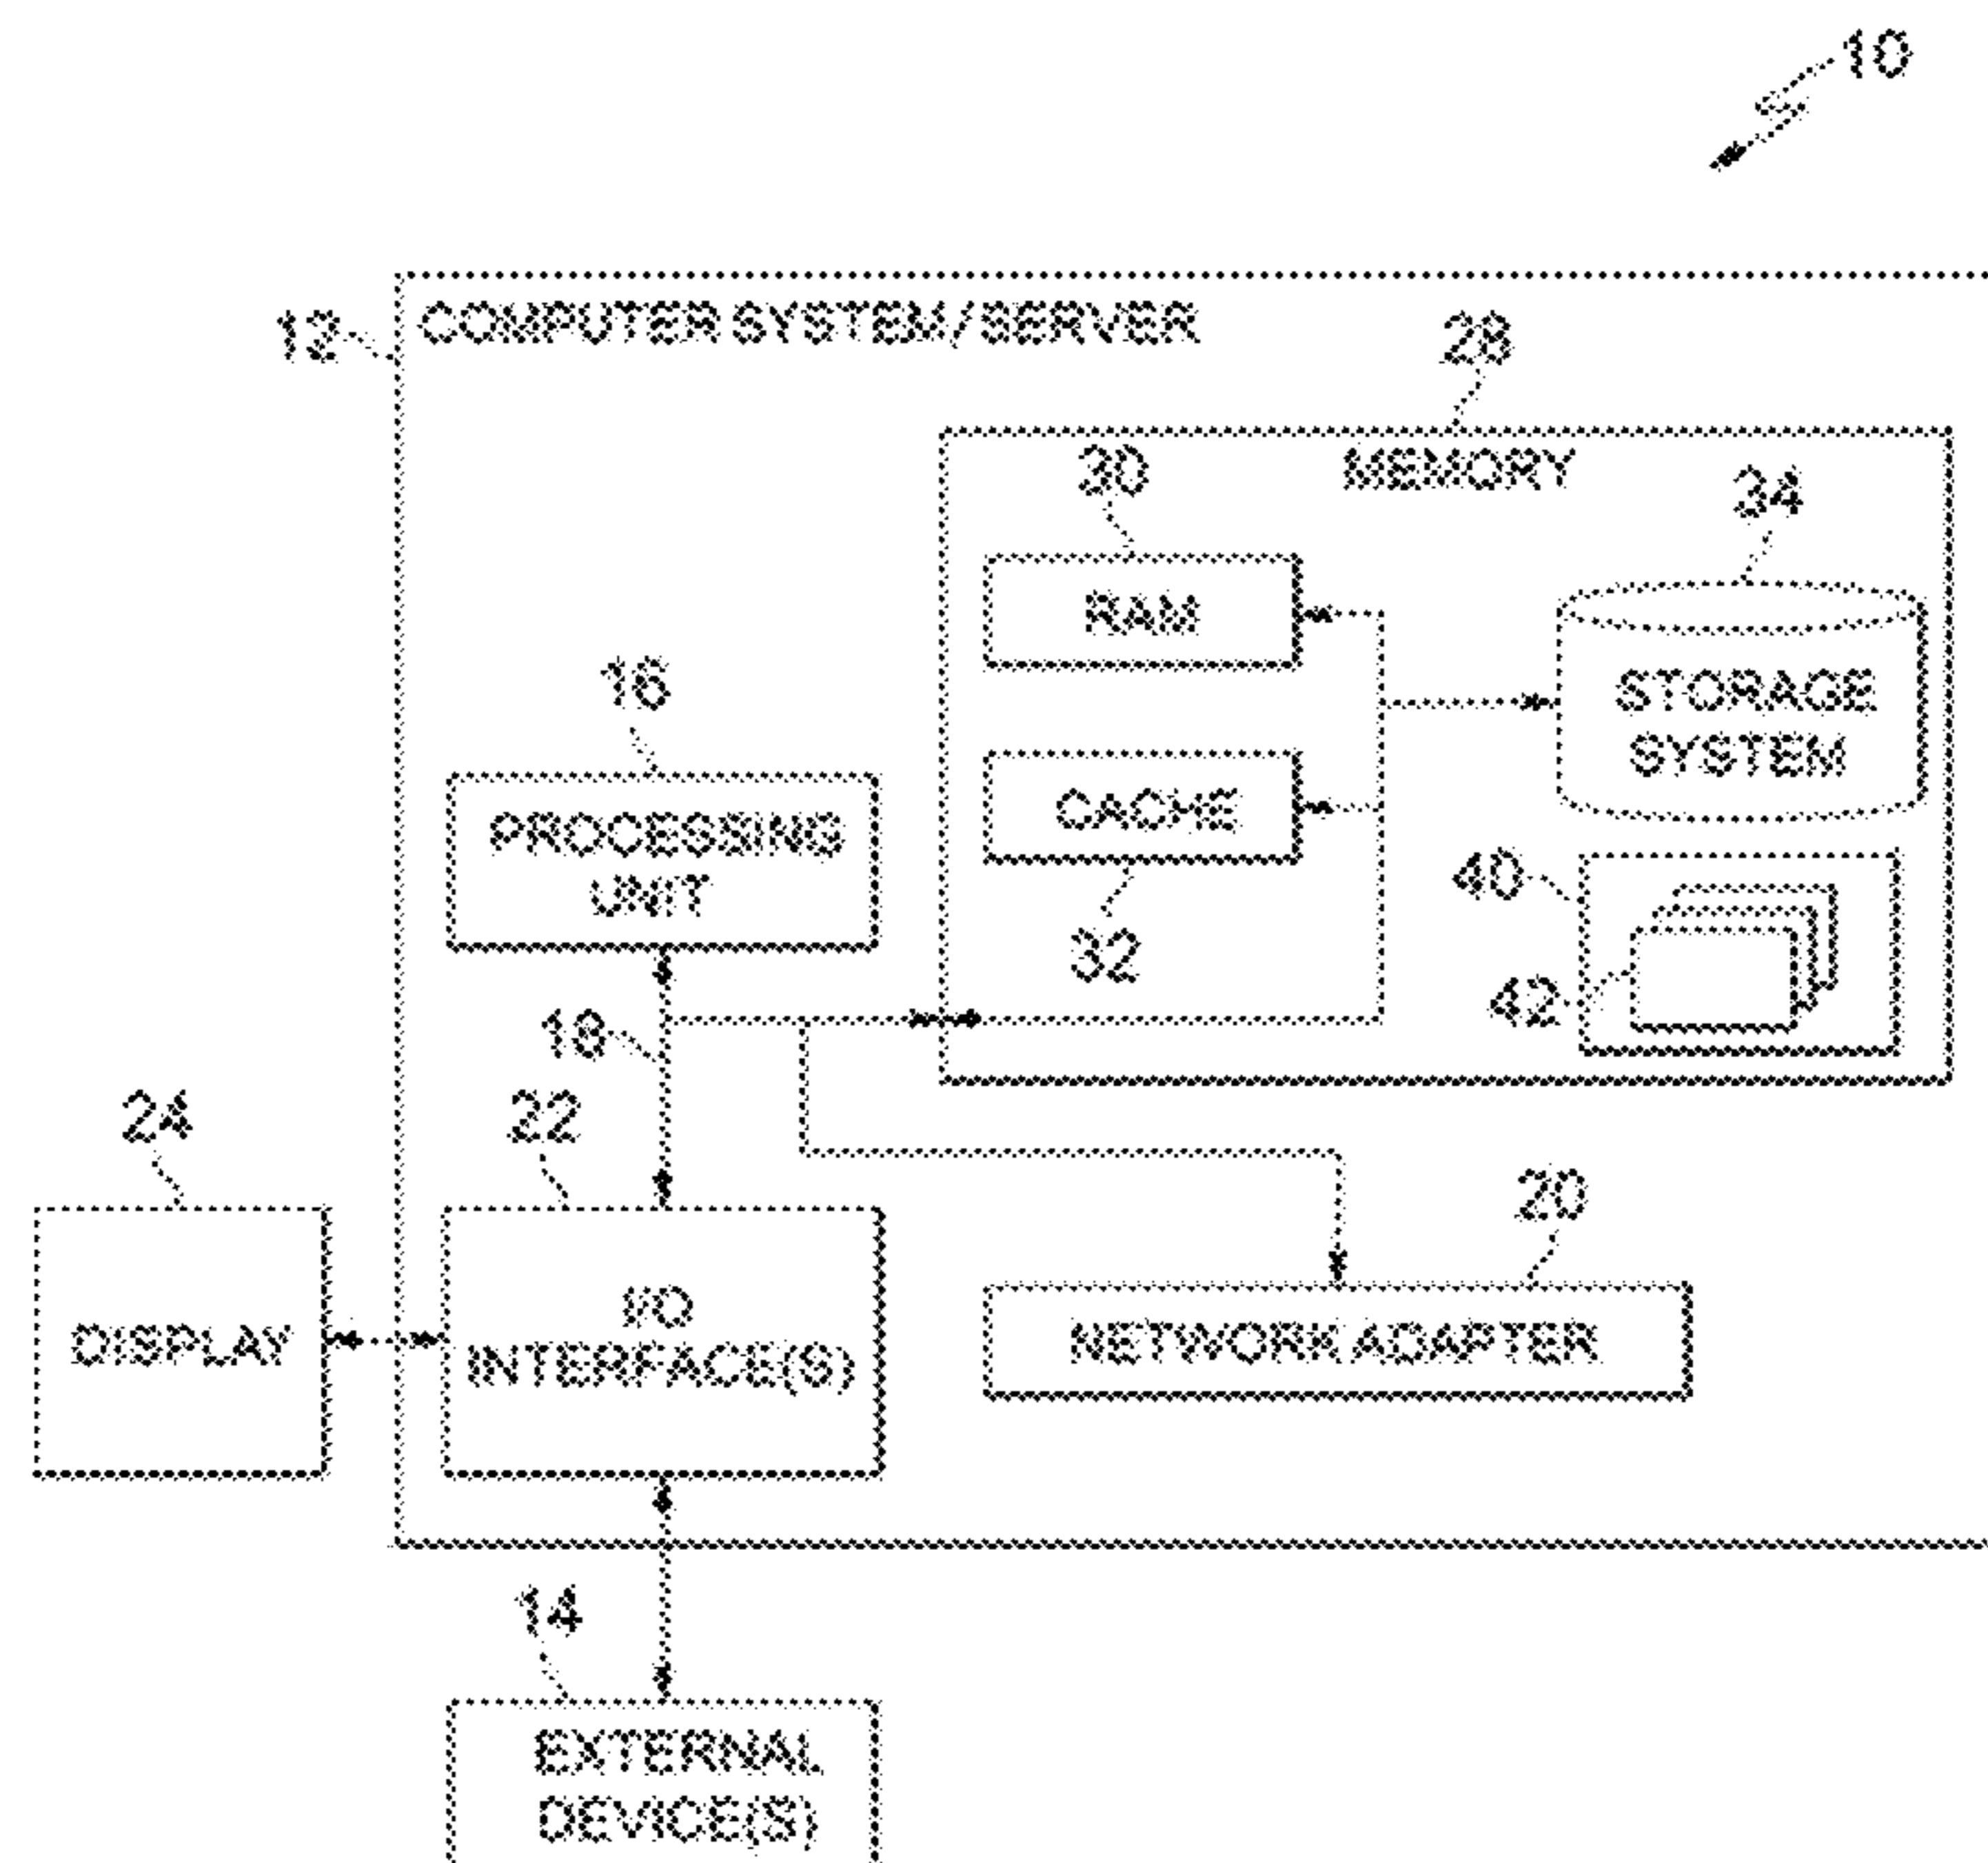 10
12
COMPUTER SYSTEM/SERVER
28
30
MEMORY
34
RAM
16
STORAGE
SYSTEM
CACHE
PROCESSING
UNIT
40
32
42
18
24
22
20
I/O
INTERFACE(S)
DISPLAY
NETWORK ADAPTER
14
EXTERNAL
DEVICE(S)